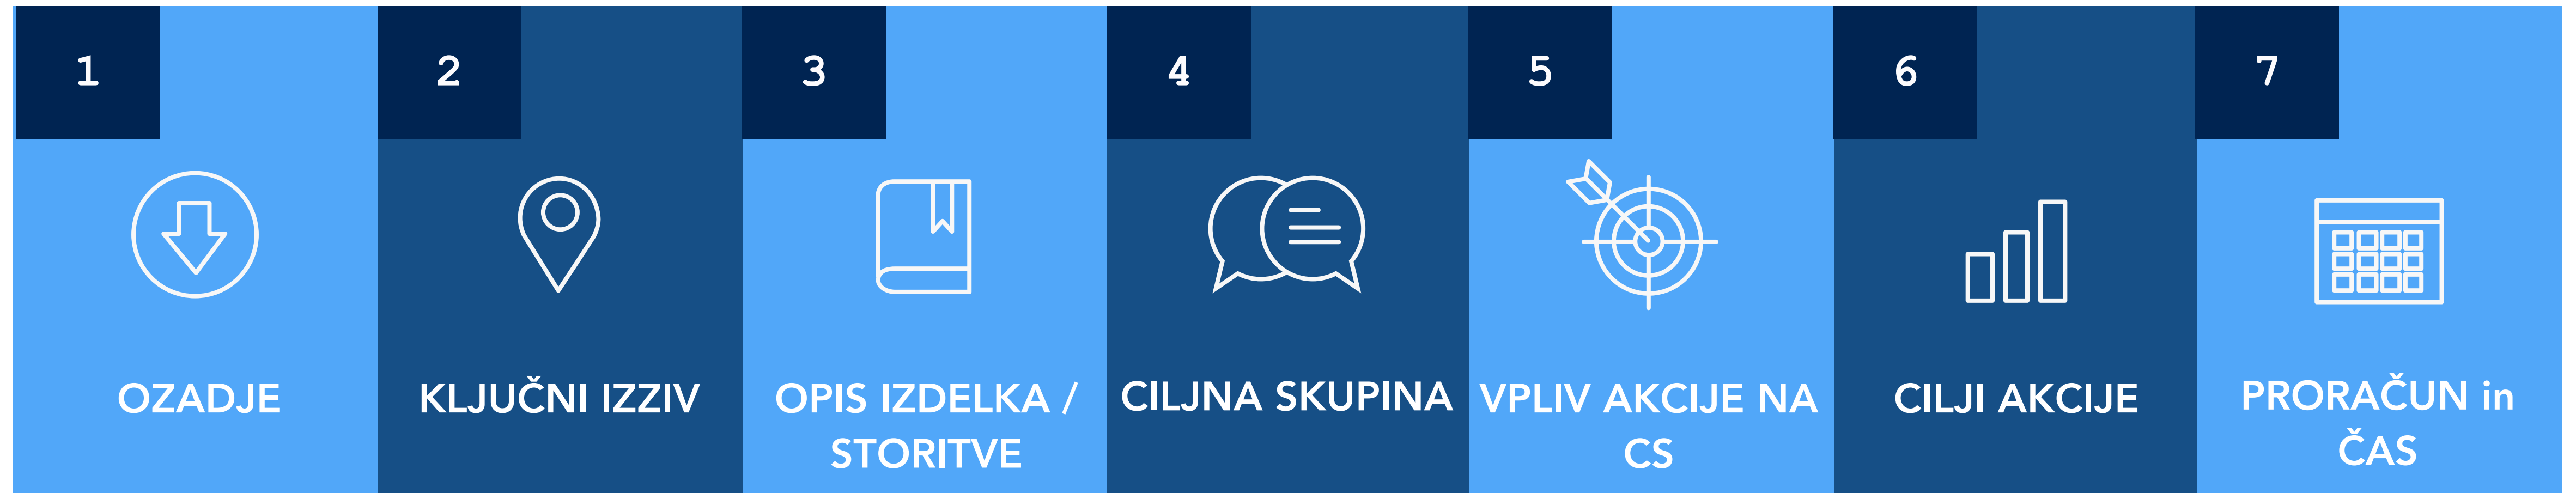 1
OZADJE
2
KLJUČNI IZZIV
3
OPIS IZDELKA /
STORITVE
4
CILJNA SKUPINA
5
VPLIV AKCIJE NA
CS
6
CILJI AKCIJE
7
PRORAČUN in
ČAS